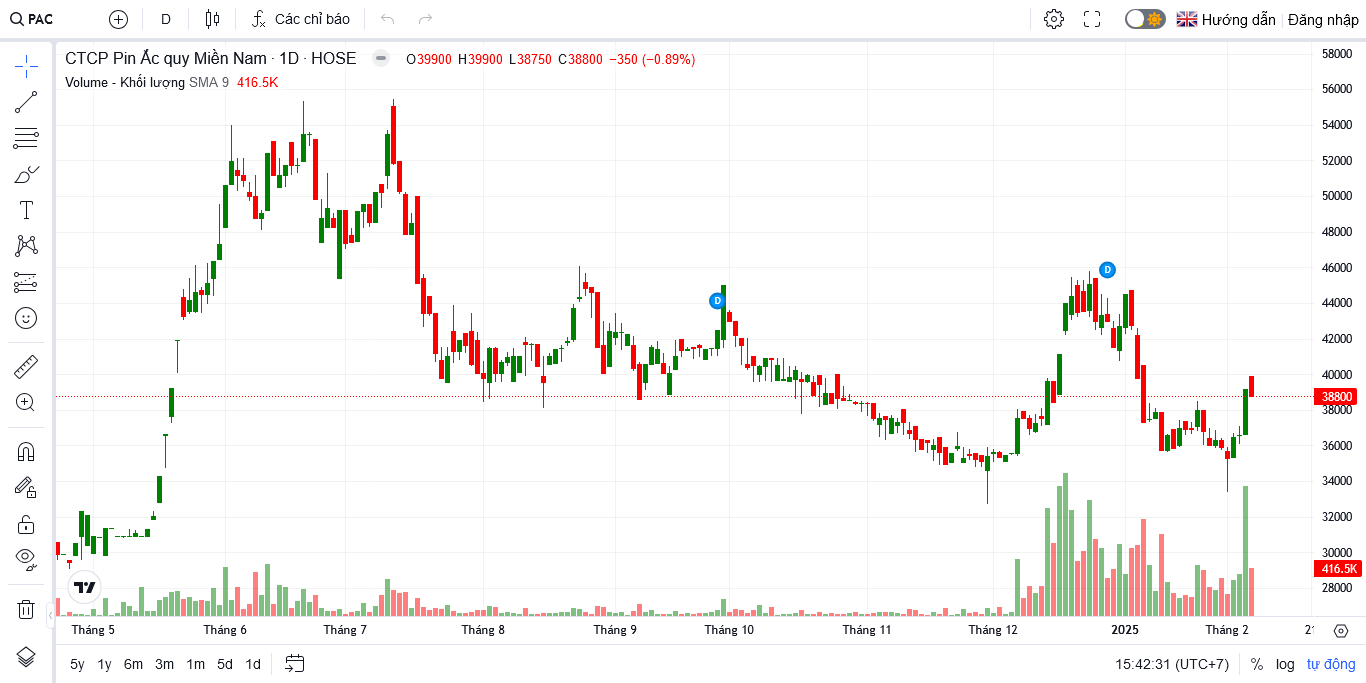 PAC D Các chỉ báo Hướng dẫn Đăng nhập
CTCP Pin Ắc quy Miền Nam · 1D · HOSE O39900 H39900 L38750 C38800 −350 (−0.89%)
Volume - Khối lượng SMA 9 416.5K
58000
56000
54000
52000
50000
48000
46000
44000
42000
40000
38800
38000
36000
34000
32000
30000
416.5K
28000
D
D
Tháng 5 Tháng 6 Tháng 7 Tháng 8 Tháng 9 Tháng 10 Tháng 11 Tháng 12 2025 Tháng 2
5y 1y 6m 3m 1m 5d 1d 15:42:31 (UTC+7) % log tự động